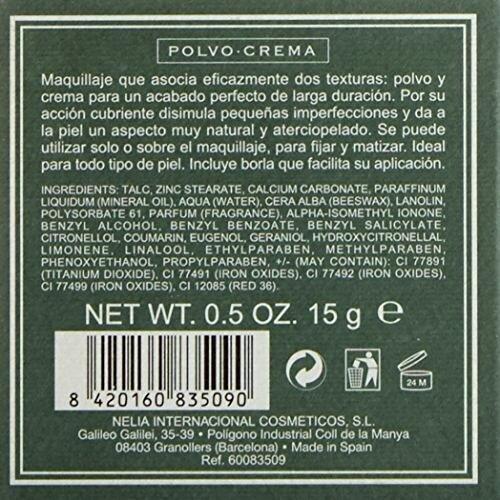 POLVO·CREMA
Maquillaje que asocia eficazmente dos texturas: polvo y
crema para un acabado perfecto de larga duración. Por su
acción cubriente disimula pequeñas imperfecciones y da a
la piel un aspecto muy natural y aterciopelado. Se puede
utilizar solo o sobre el maquillaje, para fijar y matizar. Ideal
para todo tipo de piel. Incluye borla que facilita su aplicación.
INGREDIENTS: TALC, ZINC STEARATE, CALCIUM CARBONATE, PARAFFINUM
LIQUIDUM (MINERAL OIL), AQUA (WATER), CERA ALBA (BEESWAX), LANOLIN,
POLYSORBATE 61, PARFUM (FRAGRANCE), ALPHA-ISOMETHYL IONONE,
BENZYL ALCOHOL, BENZYL BENZOATE, BENZYL SALICYLATE,
CITRONELLOL, COUMARIN, EUGENOL, GERANIOL, HYDROXYCITRONELLAL,
LIMONENE, LINALOOL, ETHYLPARABEN, METHYLPARABEN,
PHENOXYETHANOL, PROPYLPARABEN, +/- (MAY CONTAIN): CI 77891
(TITANIUM DIOXIDE), CI 77491 (IRON OXIDES), CI 77492 (IRON OXIDES),
CI 77499 (IRON OXIDES), CI 12085 (RED 36).
NET WT. 0.5 OZ. 15 g ℮
24 M
8 420160 835090
NELIA INTERNACIONAL COSMETICOS, S.L.
Galileo Galilei, 35-39 • Polígono Industrial Coll de la Manya
08403 Granollers (Barcelona) • Made in Spain
Ref. 60083509